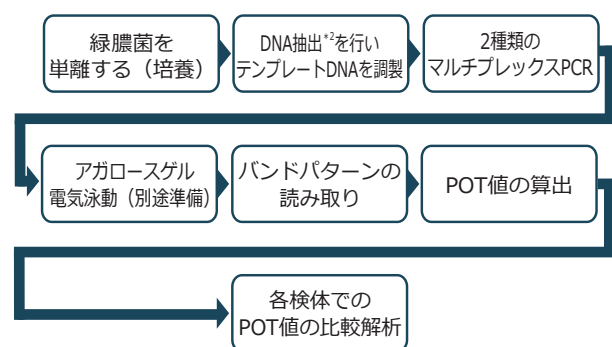 緑膿菌を
単離する（培養）
DNA抽出*2を行い
テンプレートDNAを調製
2種類の
マルチプレックスPCR
アガロースゲル
電気泳動（別途準備）
バンドパターンの
読み取り
POT値の算出
各検体での
POT値の比較解析